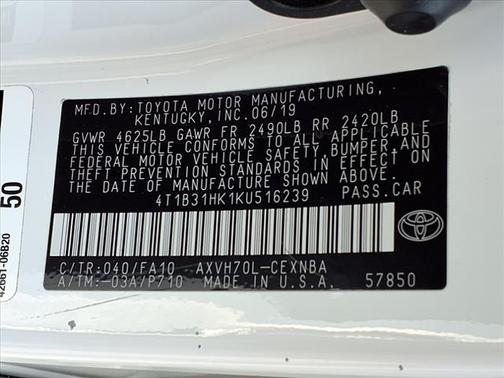 MFD.BY:TOYOTA MOTOR MANUFACTURING,
KENTUCKY,INC.06/19
GVWR 4625LB GAWR FR 2490LB RR 2420LB
THIS VEHICLE CONFORMS TO ALL APPLICABLE
FEDERAL MOTOR VEHICLE SAFETY,BUMPER,AND
THEFT PREVENTION STANDARDS IN EFFECT
ON THE DATE OF MANUFACTURE SHOWN ABOVE.
4T1B31HK1KU516239 PASS.CAR
C/TR:040/FA10 AXVH70L-CEXNBA
A/TM:-03A/P710 MADE IN U.S.A. 57850
50
42661-06B20